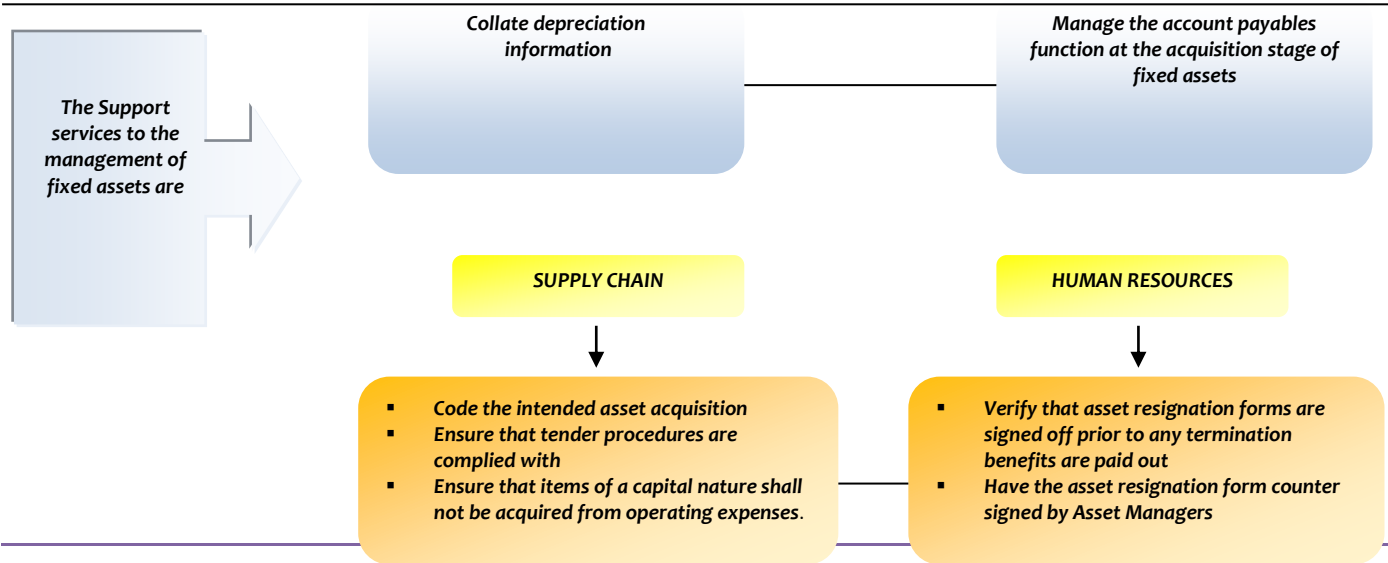 Collate depreciation
information
Manage the account payables
function at the acquisition stage of
fixed assets
The Support
services to the
management of
fixed assets are
SUPPLY CHAIN
HUMAN RESOURCES
▪ Code the intended asset acquisition
▪ Ensure that tender procedures are
complied with
▪ Ensure that items of a capital nature shall
not be acquired from operating expenses.
▪ Verify that asset resignation forms are
signed off prior to any termination
benefits are paid out
▪ Have the asset resignation form counter
signed by Asset Managers